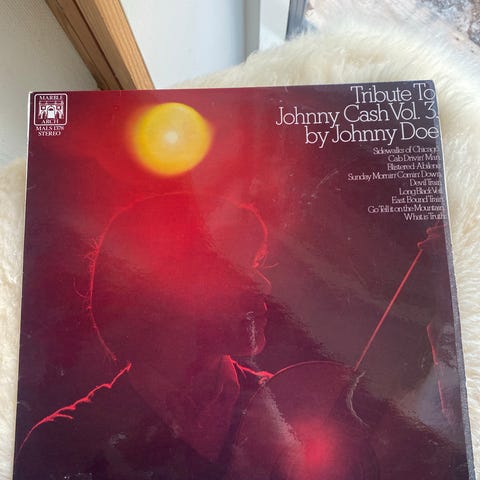 MARBLE
ARCH
MALS 1378
STEREO
Tribute To
Johnny Cash Vol. 3.
by Johnny Doe
Sidewalks of Chicago.
Cab Drivin' Man.
Blistered. Abilene.
Sunday Mornin' Comin' Down.
Devil Train.
Long Black Veil.
East Bound Train.
Go Tell it on the Mountain.
What is Truth.